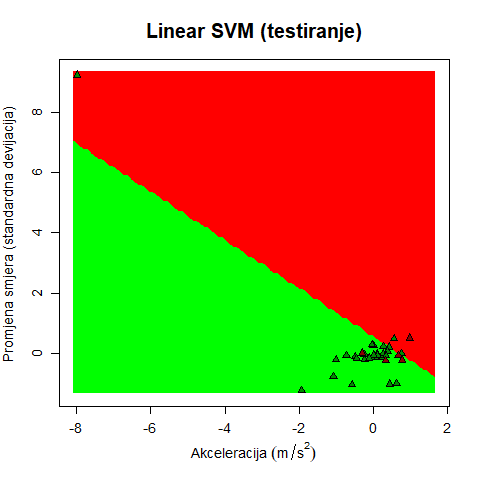 Linear SVM (testiranje)
Promjena smjera (standardna devijacija)
8
6
4
2
0
-8 -6 -4 -2 0 2
Akceleracija (m/s²)